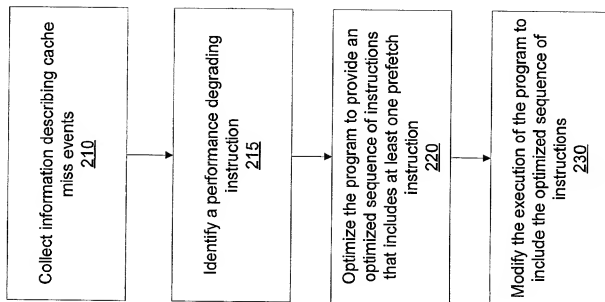 Collect information describing cache
miss events
210
Identify a performance degrading
instruction
215
Optimize the program to provide an
optimized sequence of instructions
that includes at least one prefetch
instruction
220
Modify the execution of the program to
include the optimized sequence of
instructions
230